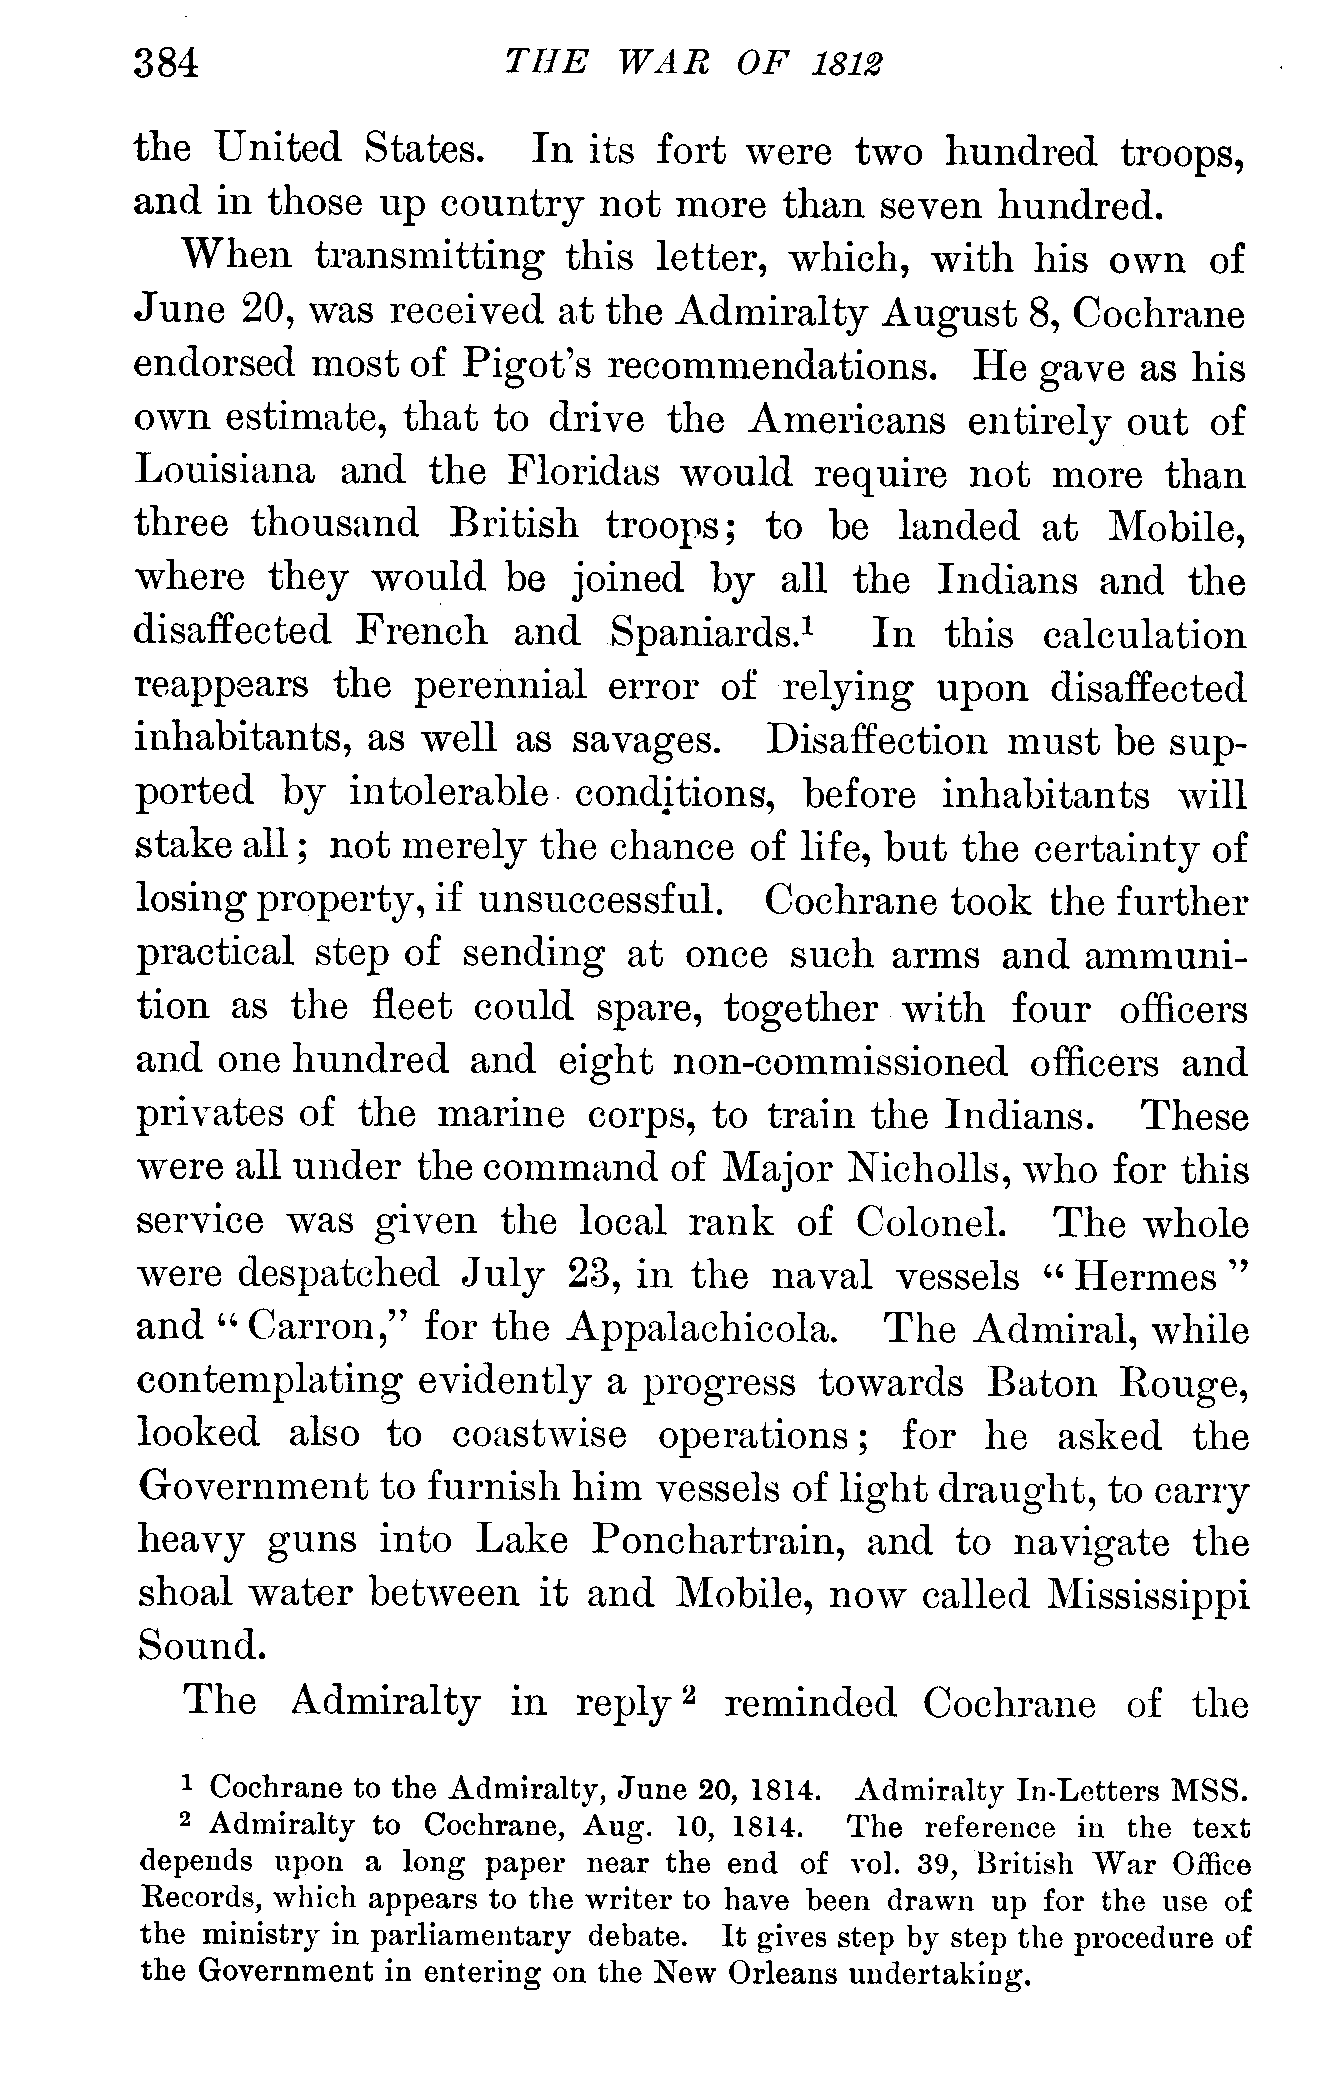 384 THE WAR OF 1812
the United States. In its fort were two hundred troops,
and in those up country not more than seven hundred.
When transmitting this letter, which, with his own of
June 20, was received at the Admiralty August 8, Cochrane
endorsed most of Pigot's recommendations. He gave as his
own estimate, that to drive the Americans entirely out of
Louisiana and the Floridas would require not more than
three thousand British troops; to be landed at Mobile,
where they would be joined by all the Indians and the
disaffected French and Spaniards.¹ In this calculation
reappears the perennial error of relying upon disaffected
inhabitants, as well as savages. Disaffection must be sup-
ported by intolerable conditions, before inhabitants will
stake all; not merely the chance of life, but the certainty of
losing property, if unsuccessful. Cochrane took the further
practical step of sending at once such arms and ammuni-
tion as the fleet could spare, together with four officers
and one hundred and eight non-commissioned officers and
privates of the marine corps, to train the Indians. These
were all under the command of Major Nicholls, who for this
service was given the local rank of Colonel. The whole
were despatched July 23, in the naval vessels "Hermes"
and "Carron," for the Appalachicola. The Admiral, while
contemplating evidently a progress towards Baton Rouge,
looked also to coastwise operations; for he asked the
Government to furnish him vessels of light draught, to carry
heavy guns into Lake Ponchartrain, and to navigate the
shoal water between it and Mobile, now called Mississippi
Sound.
The Admiralty in reply² reminded Cochrane of the
¹ Cochrane to the Admiralty, June 20, 1814. Admiralty In-Letters MSS.
² Admiralty to Cochrane, Aug. 10, 1814. The reference in the text
depends upon a long paper near the end of vol. 39, British War Office
Records, which appears to the writer to have been drawn up for the use of
the ministry in parliamentary debate. It gives step by step the procedure of
the Government in entering on the New Orleans undertaking.